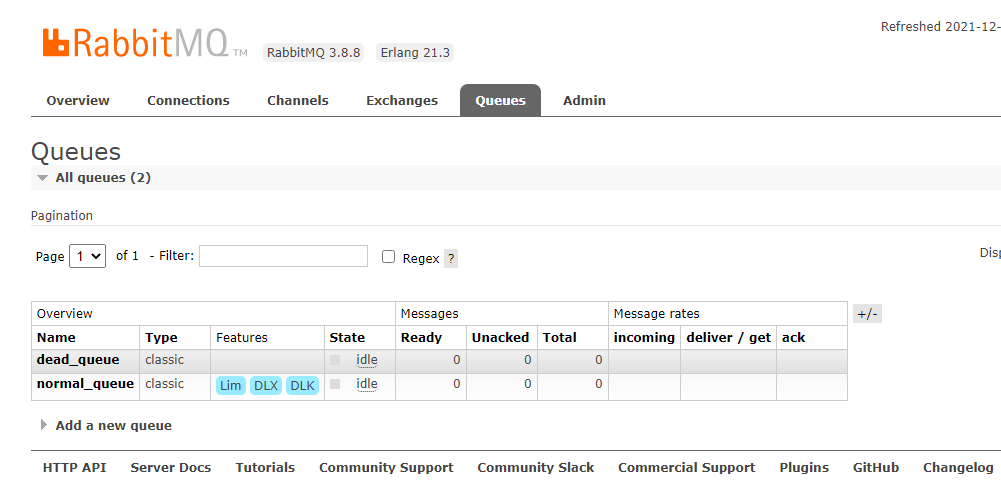 Refreshed 2021-12-
RabbitMQ TM RabbitMQ 3.8.8 Erlang 21.3
Overview Connections Channels Exchanges Queues Admin
Queues
All queues (2)
Pagination
Page 1 of 1 - Filter: Regex ? Disp
Overview Messages Message rates +/-
Name Type Features State Ready Unacked Total incoming deliver / get ack
dead_queue classic idle 0 0 0
normal_queue classic Lim DLX DLK idle 0 0 0
Add a new queue
HTTP API Server Docs Tutorials Community Support Community Slack Commercial Support Plugins GitHub Changelog